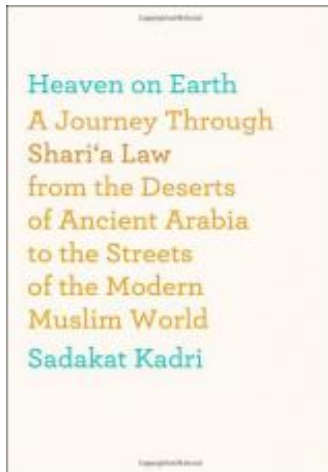 Heaven on Earth
A Journey Through
Shari‘a Law
from the Deserts
of Ancient Arabia
to the Streets
of the Modern
Muslim World
Sadakat Kadri